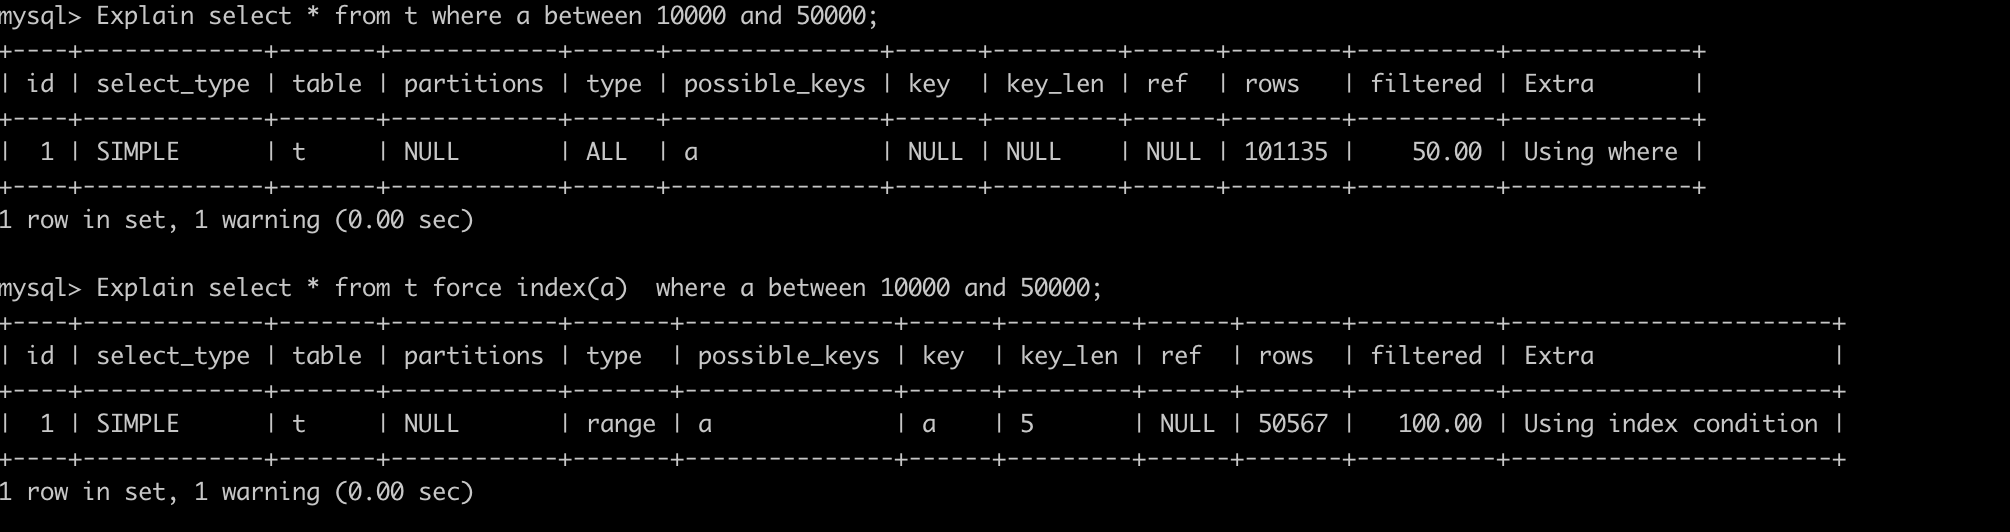 mysql> Explain select * from t where a between 10000 and 50000;
+----+-------------+-------+------------+------+---------------+------+---------+------+--------+----------+-------------+
| id | select_type | table | partitions | type | possible_keys | key  | key_len | ref  | rows   | filtered | Extra       |
+----+-------------+-------+------------+------+---------------+------+---------+------+--------+----------+-------------+
|  1 | SIMPLE      | t     | NULL       | ALL  | a             | NULL | NULL    | NULL | 101135 |    50.00 | Using where |
+----+-------------+-------+------------+------+---------------+------+---------+------+--------+----------+-------------+
1 row in set, 1 warning (0.00 sec)

mysql> Explain select * from t force index(a)  where a between 10000 and 50000;
+----+-------------+-------+------------+-------+---------------+------+---------+------+-------+----------+-----------------------+
| id | select_type | table | partitions | type  | possible_keys | key  | key_len | ref  | rows  | filtered | Extra                 |
+----+-------------+-------+------------+-------+---------------+------+---------+------+-------+----------+-----------------------+
|  1 | SIMPLE      | t     | NULL       | range | a             | a    | 5       | NULL | 50567 |   100.00 | Using index condition |
+----+-------------+-------+------------+-------+---------------+------+---------+------+-------+----------+-----------------------+
1 row in set, 1 warning (0.00 sec)